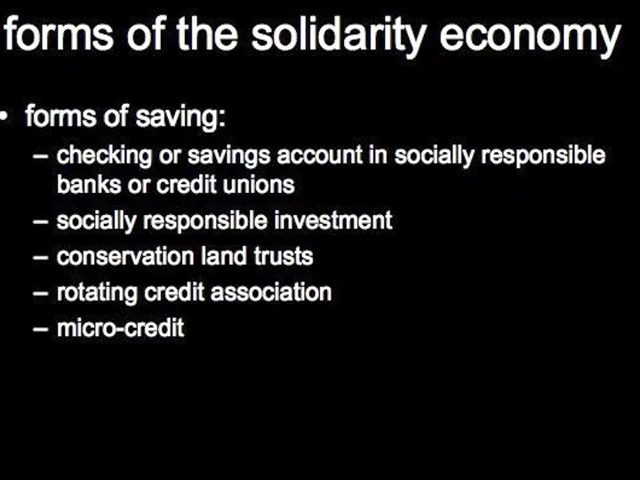 forms of the solidarity economy
• forms of saving:
– checking or savings account in socially responsible
banks or credit unions
– socially responsible investment
– conservation land trusts
– rotating credit association
– micro-credit